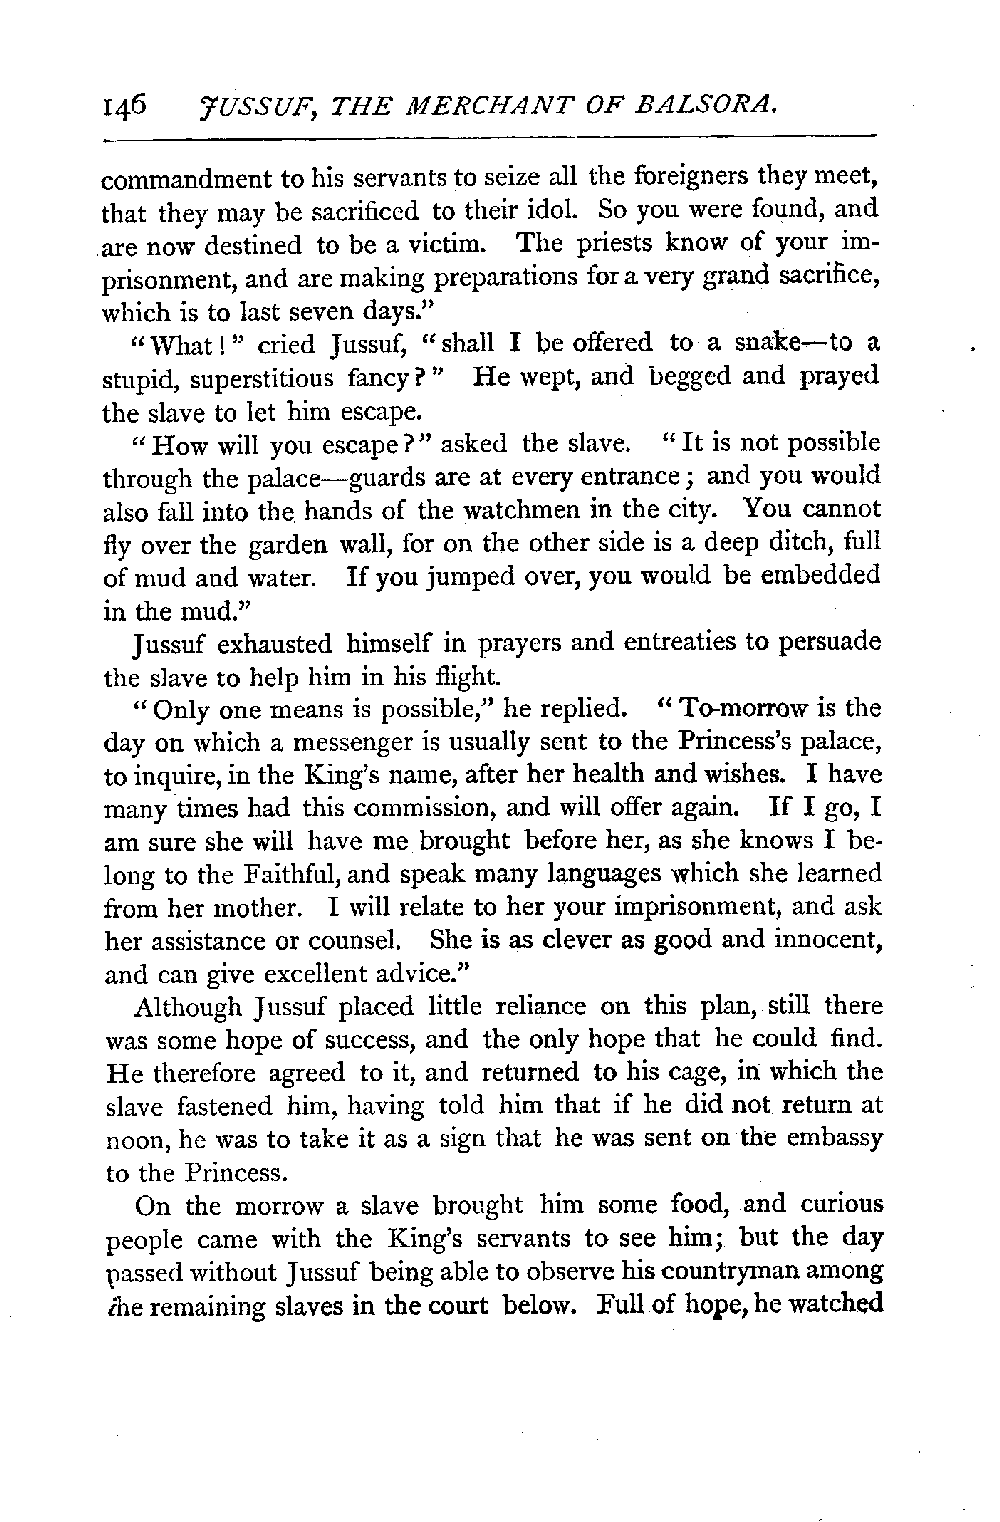 146 JUSSUF, THE MERCHANT OF BALSORA.
commandment to his servants to seize all the foreigners they meet,
that they may be sacrificed to their idol. So you were found, and
are now destined to be a victim. The priests know of your im-
prisonment, and are making preparations for a very grand sacrifice,
which is to last seven days."
"What!" cried Jussuf, "shall I be offered to a snake—to a
stupid, superstitious fancy?" He wept, and begged and prayed
the slave to let him escape.
"How will you escape?" asked the slave. "It is not possible
through the palace—guards are at every entrance; and you would
also fall into the hands of the watchmen in the city. You cannot
fly over the garden wall, for on the other side is a deep ditch, full
of mud and water. If you jumped over, you would be embedded
in the mud."
Jussuf exhausted himself in prayers and entreaties to persuade
the slave to help him in his flight.
"Only one means is possible," he replied. "To-morrow is the
day on which a messenger is usually sent to the Princess's palace,
to inquire, in the King's name, after her health and wishes. I have
many times had this commission, and will offer again. If I go, I
am sure she will have me brought before her, as she knows I be-
long to the Faithful, and speak many languages which she learned
from her mother. I will relate to her your imprisonment, and ask
her assistance or counsel. She is as clever as good and innocent,
and can give excellent advice."
Although Jussuf placed little reliance on this plan, still there
was some hope of success, and the only hope that he could find.
He therefore agreed to it, and returned to his cage, in which the
slave fastened him, having told him that if he did not return at
noon, he was to take it as a sign that he was sent on the embassy
to the Princess.
On the morrow a slave brought him some food, and curious
people came with the King's servants to see him; but the day
passed without Jussuf being able to observe his countryman among
the remaining slaves in the court below. Full of hope, he watched